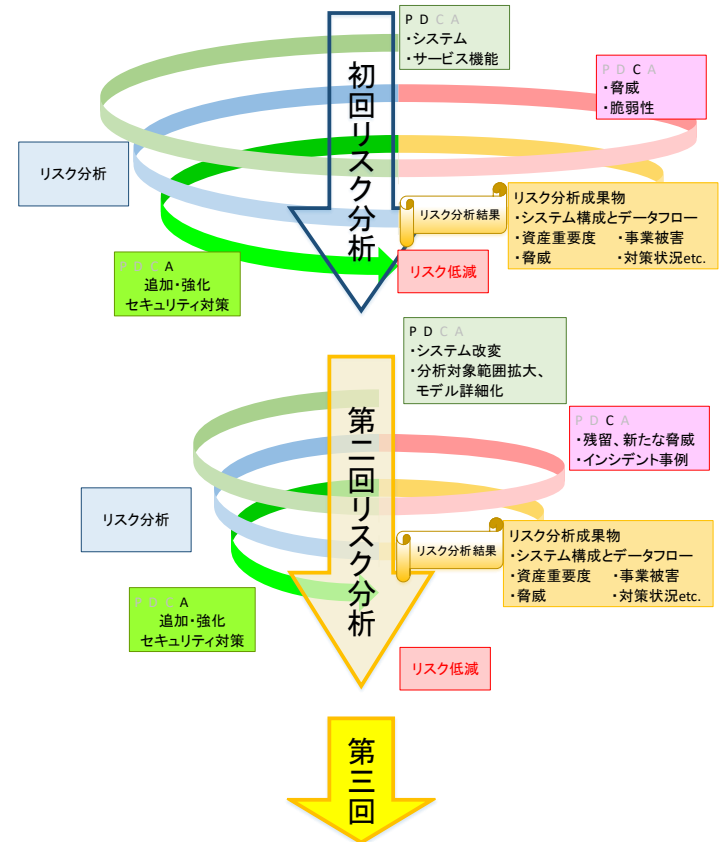 P D C A
・システム
・サービス機能
初回リスク分析
P D C A
・脅威
・脆弱性
リスク分析
リスク分析結果
リスク分析成果物
・システム構成とデータフロー
・資産重要度 ・事業被害
・脅威 ・対策状況etc.
P D C A
追加・強化
セキュリティ対策
リスク低減
P D C A
・システム改変
・分析対象範囲拡大、
モデル詳細化
第二回リスク分析
P D C A
・残留、新たな脅威
・インシデント事例
リスク分析
リスク分析結果
リスク分析成果物
・システム構成とデータフロー
・資産重要度 ・事業被害
・脅威 ・対策状況etc.
P D C A
追加・強化
セキュリティ対策
リスク低減
第三回